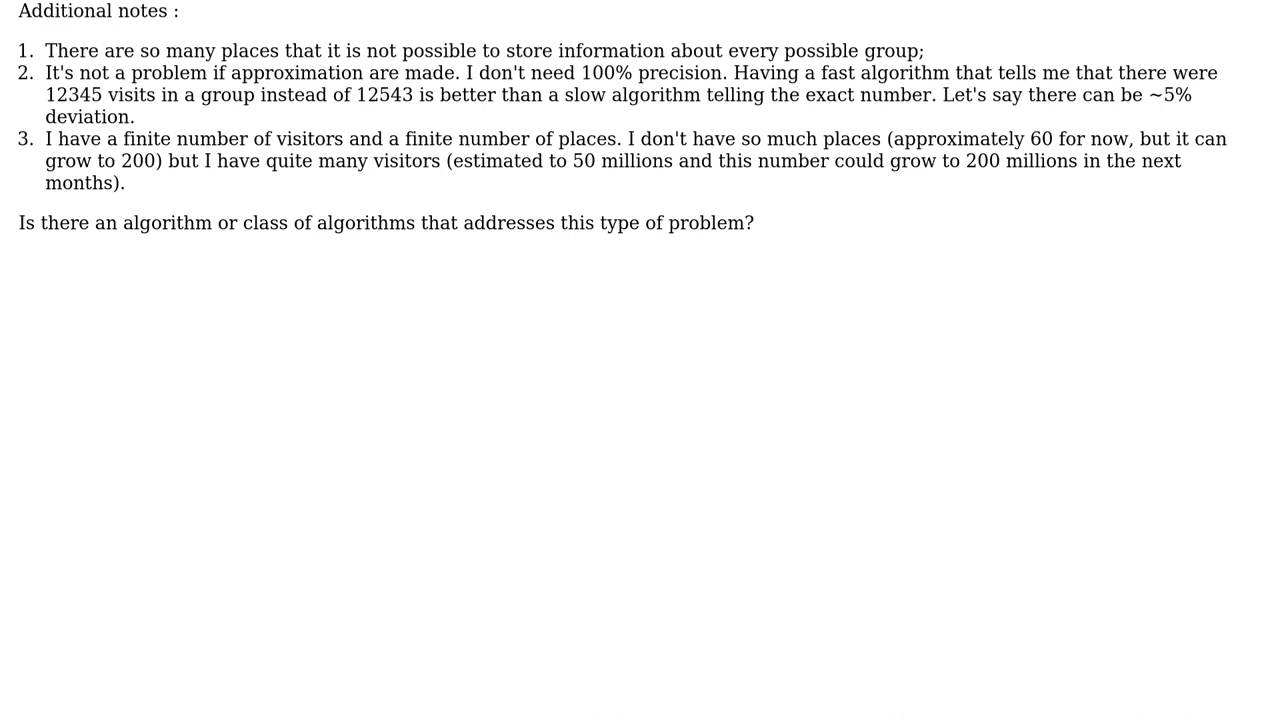 Additional notes :
1. There are so many places that it is not possible to store information about every possible group;
2. It's not a problem if approximation are made. I don't need 100% precision. Having a fast algorithm that tells me that there were
12345 visits in a group instead of 12543 is better than a slow algorithm telling the exact number. Let's say there can be ~5%
deviation.
3. I have a finite number of visitors and a finite number of places. I don't have so much places (approximately 60 for now, but it can
grow to 200) but I have quite many visitors (estimated to 50 millions and this number could grow to 200 millions in the next
months).
Is there an algorithm or class of algorithms that addresses this type of problem?